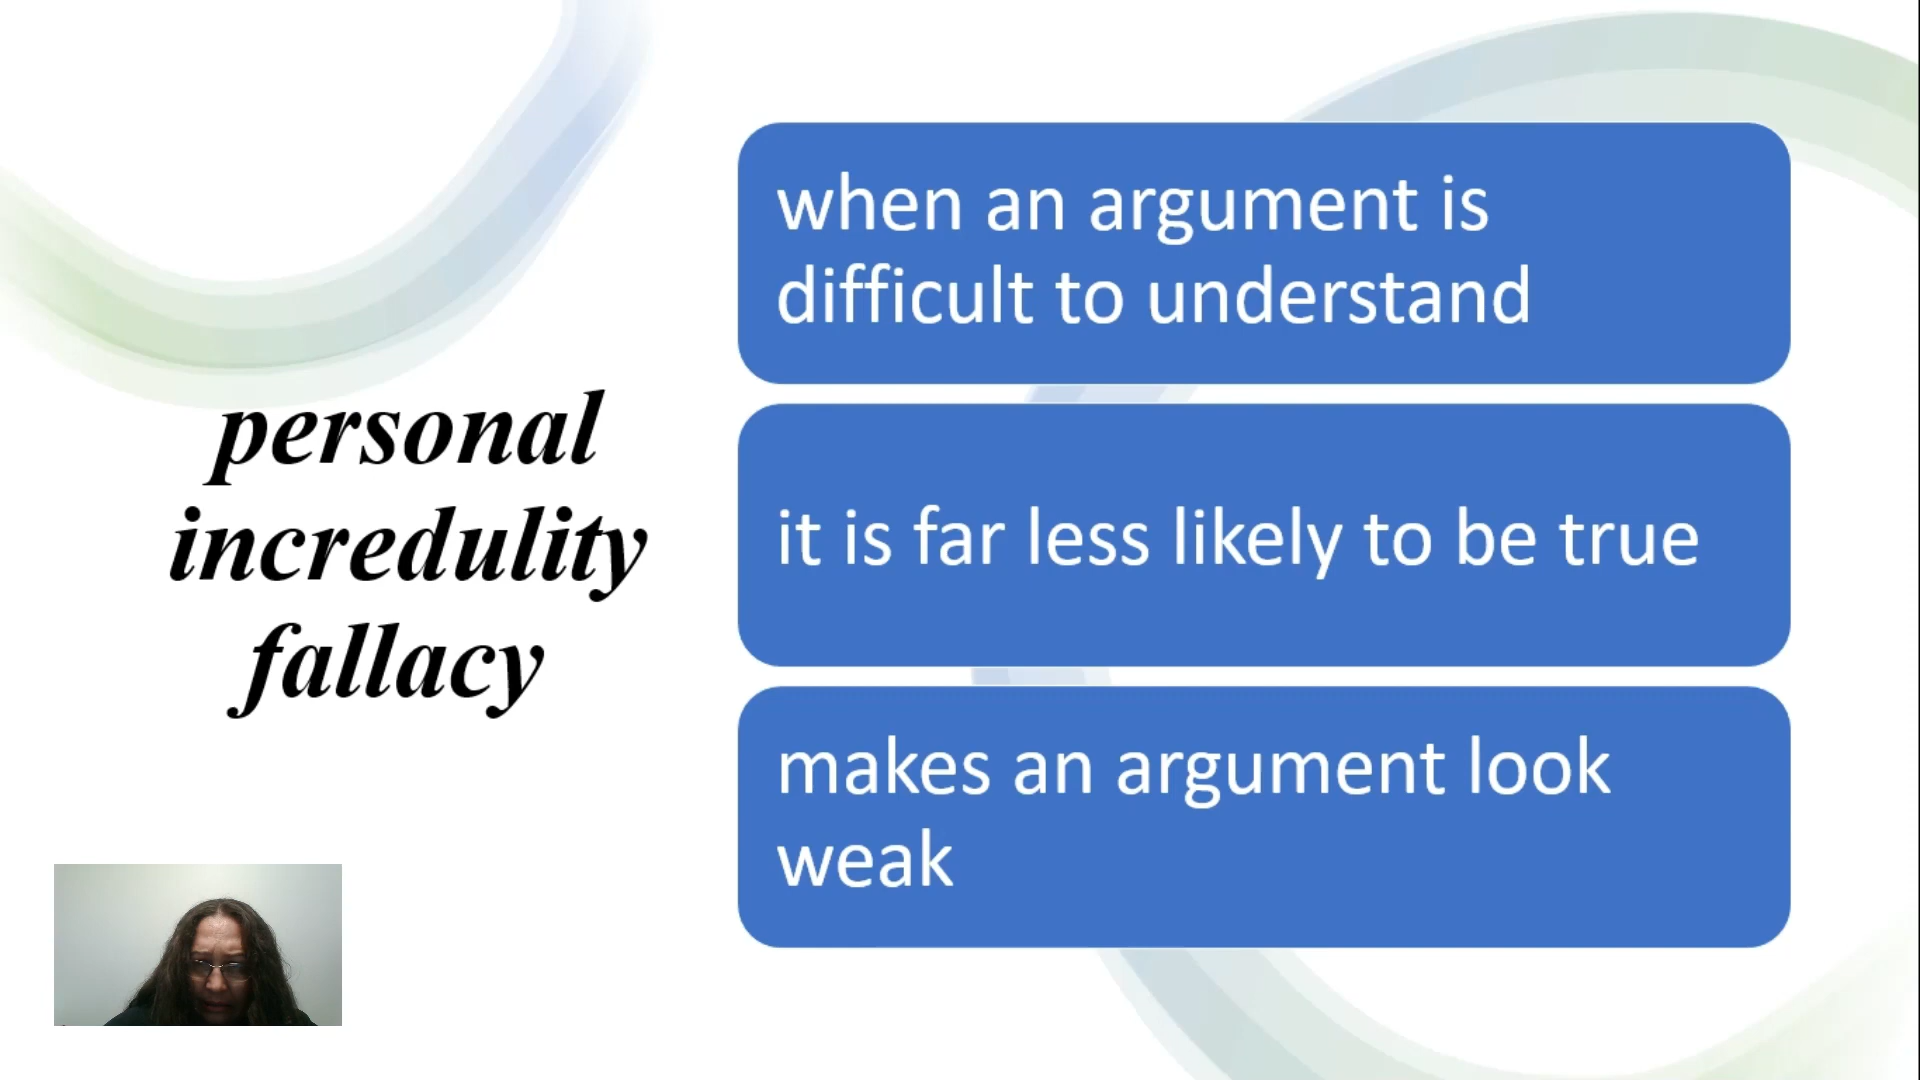 personal
incredulity
fallacy
when an argument is
difficult to understand
it is far less likely to be true
makes an argument look
weak